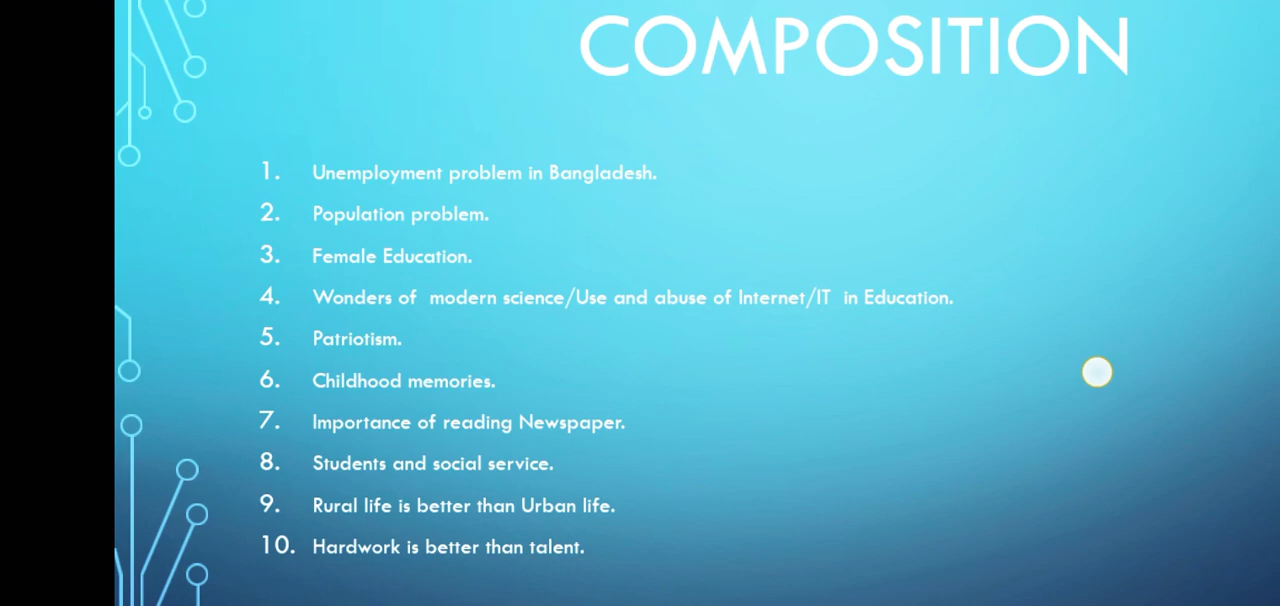 COMPOSITION
1. Unemployment problem in Bangladesh.
2. Population problem.
3. Female Education.
4. Wonders of  modern science/Use and abuse of Internet/IT  in Education.
5. Patriotism.
6. Childhood memories.
7. Importance of reading Newspaper.
8. Students and social service.
9. Rural life is better than Urban life.
10. Hardwork is better than talent.